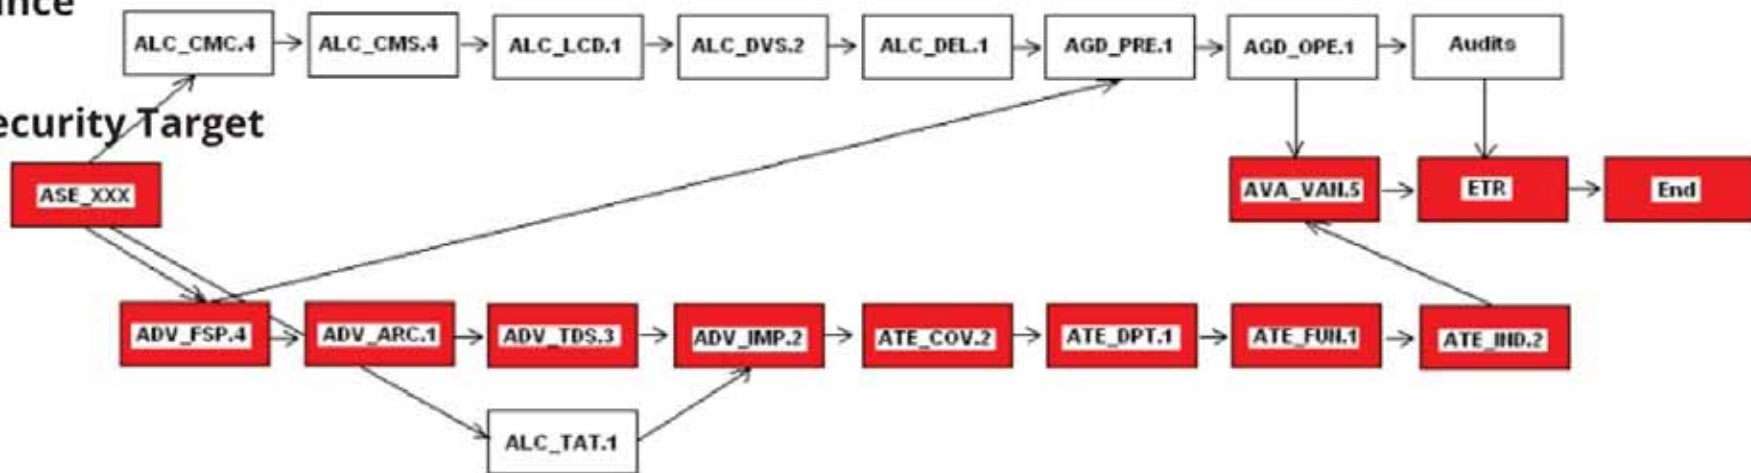 ance
ALC_CMC.4
ALC_CMS.4
ALC_LCD.1
ALC_DVS.2
ALC_DEL.1
AGD_PRE.1
AGD_OPE.1
Audits
ecurity Target
ASE_XXX
AVA_VAN.5
ETR
End
ADV_FSP.4
ADV_ARC.1
ADV_TDS.3
ADV_IMP.2
ATE_COV.2
ATE_DPT.1
ATE_FUN.1
ATE_IND.2
ALC_TAT.1